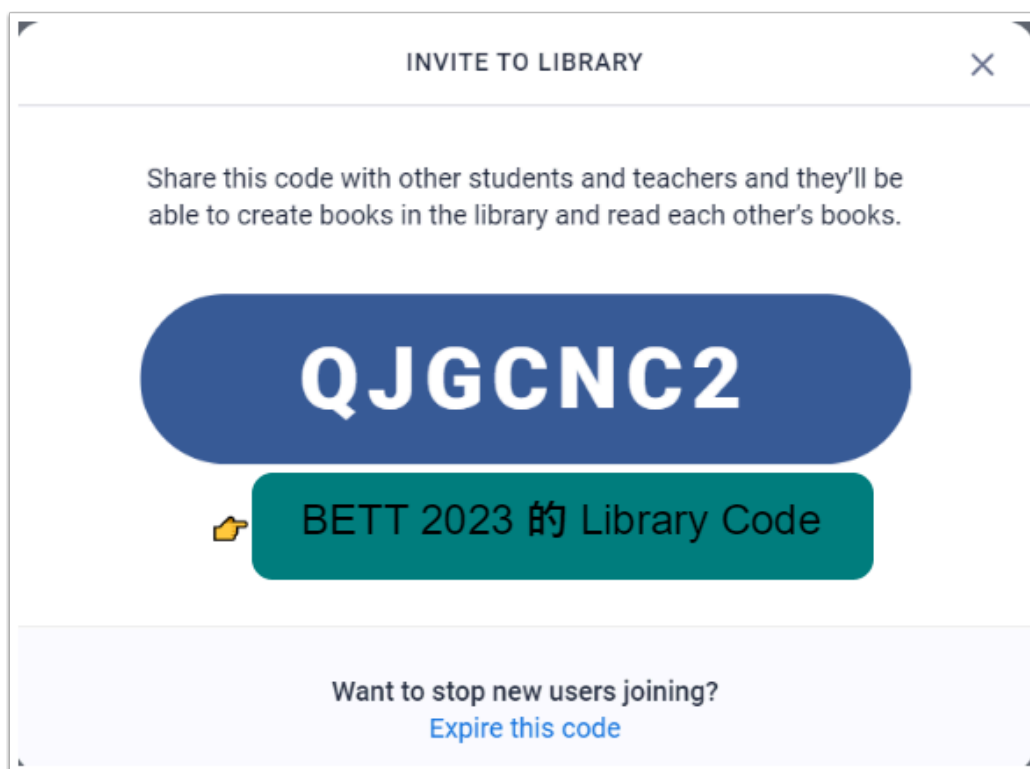 INVITE TO LIBRARY
Share this code with other students and teachers and they’ll be
able to create books in the library and read each other’s books.
QJGCNC2
BETT 2023 的 Library Code
Want to stop new users joining?
Expire this code